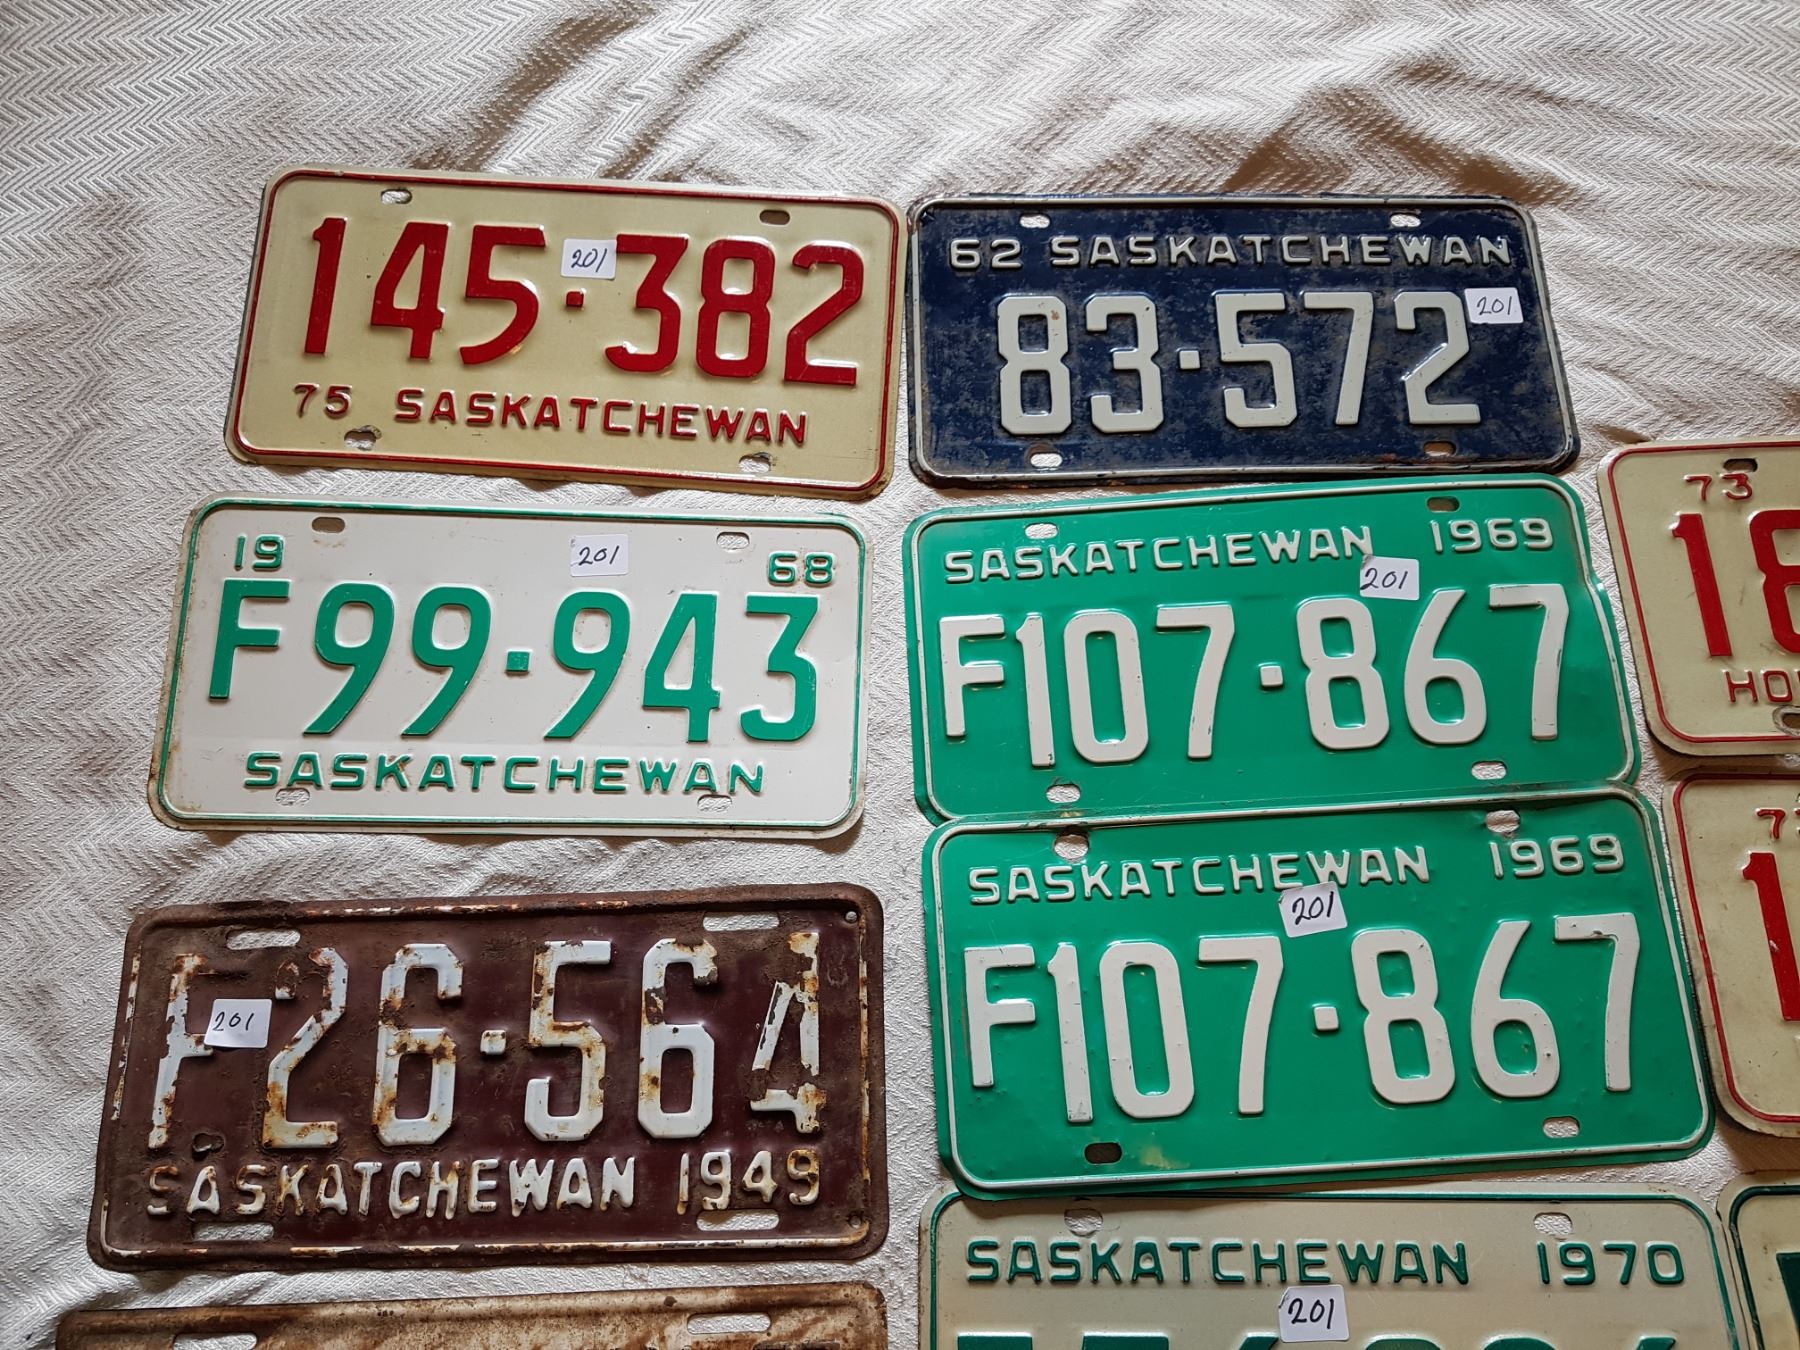 145·382
201
75 SASKATCHEWAN
62 SASKATCHEWAN
83·572
201
19 68
201
F99·943
SASKATCHEWAN
SASKATCHEWAN 1969
201
F107·867
73
SASKATCHEWAN 1969
201
F107·867
F26·564
201
SASKATCHEWAN 1949
SASKATCHEWAN 1970
201